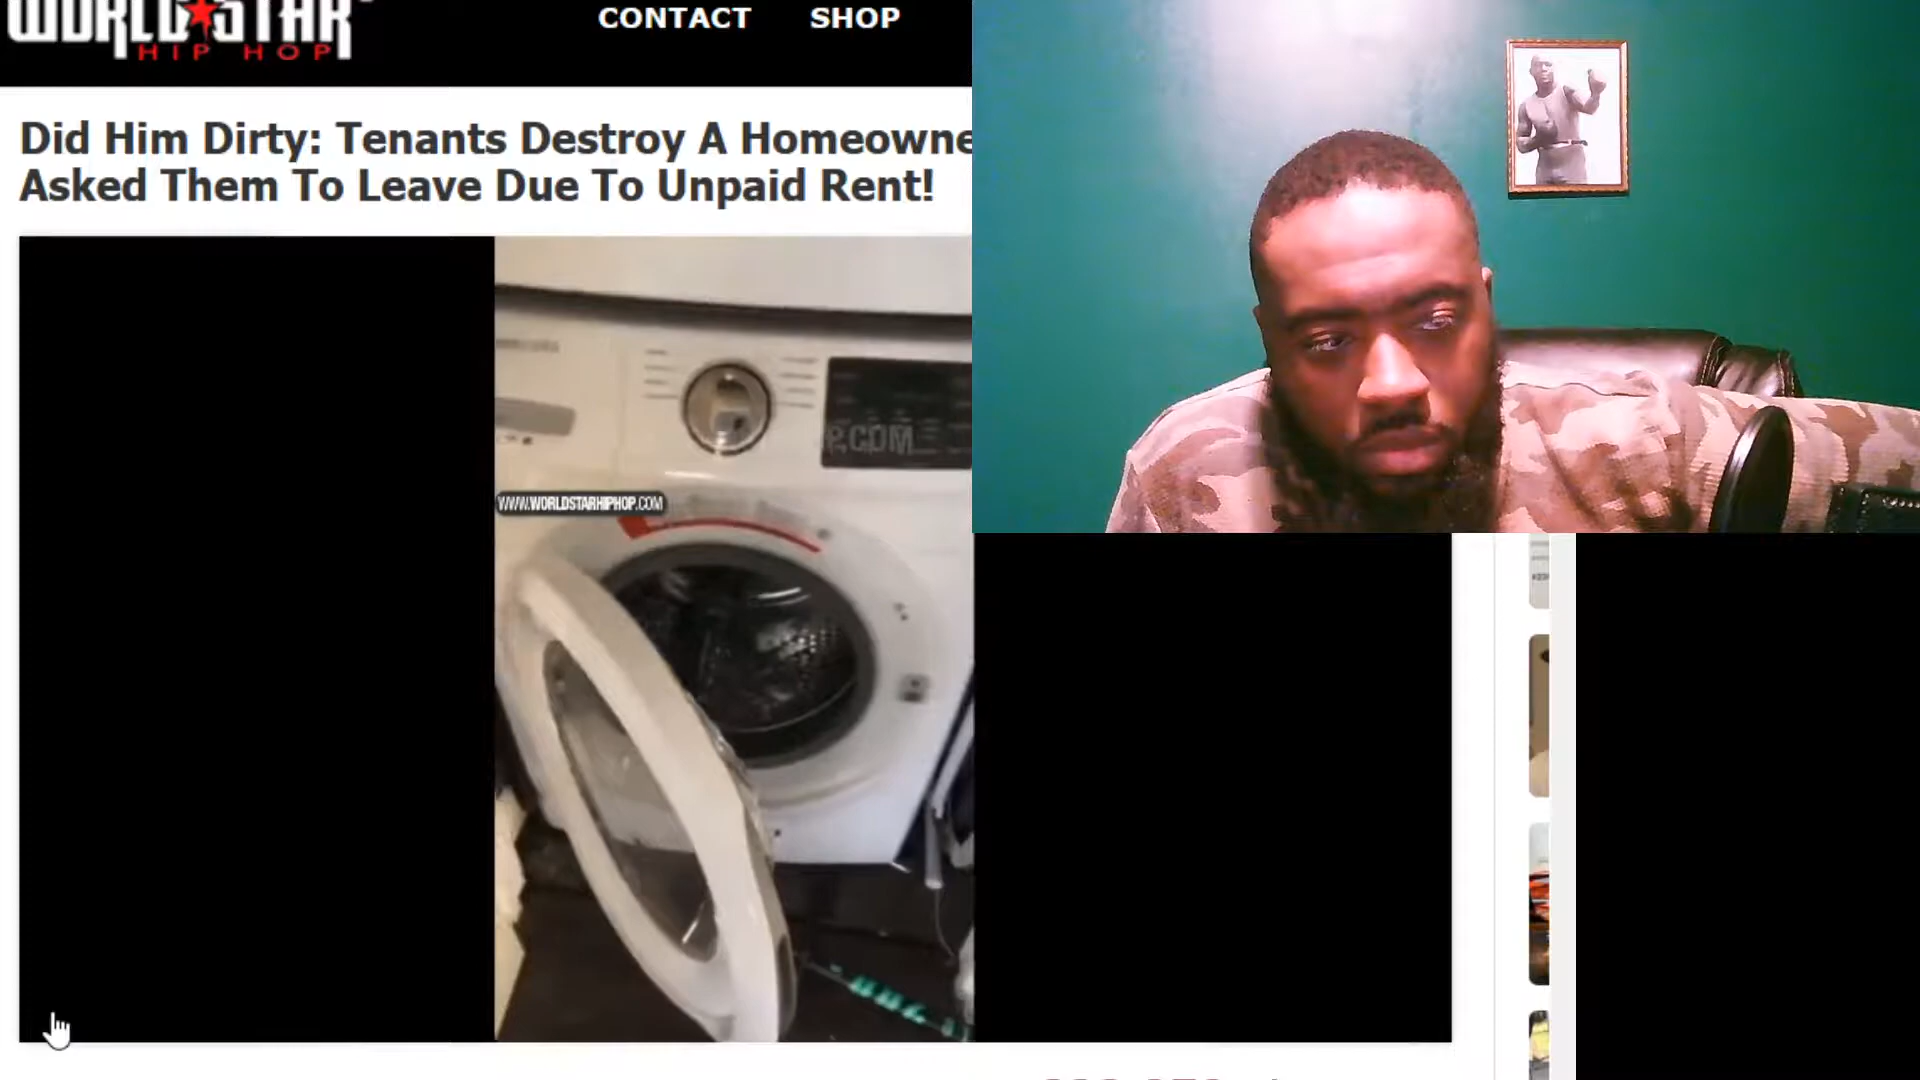 WORLDSTAR
HIP HOP
CONTACT SHOP
Did Him Dirty: Tenants Destroy A Homeowne
Asked Them To Leave Due To Unpaid Rent!
P.COM
WWW.WORLDSTARHIPHOP.COM